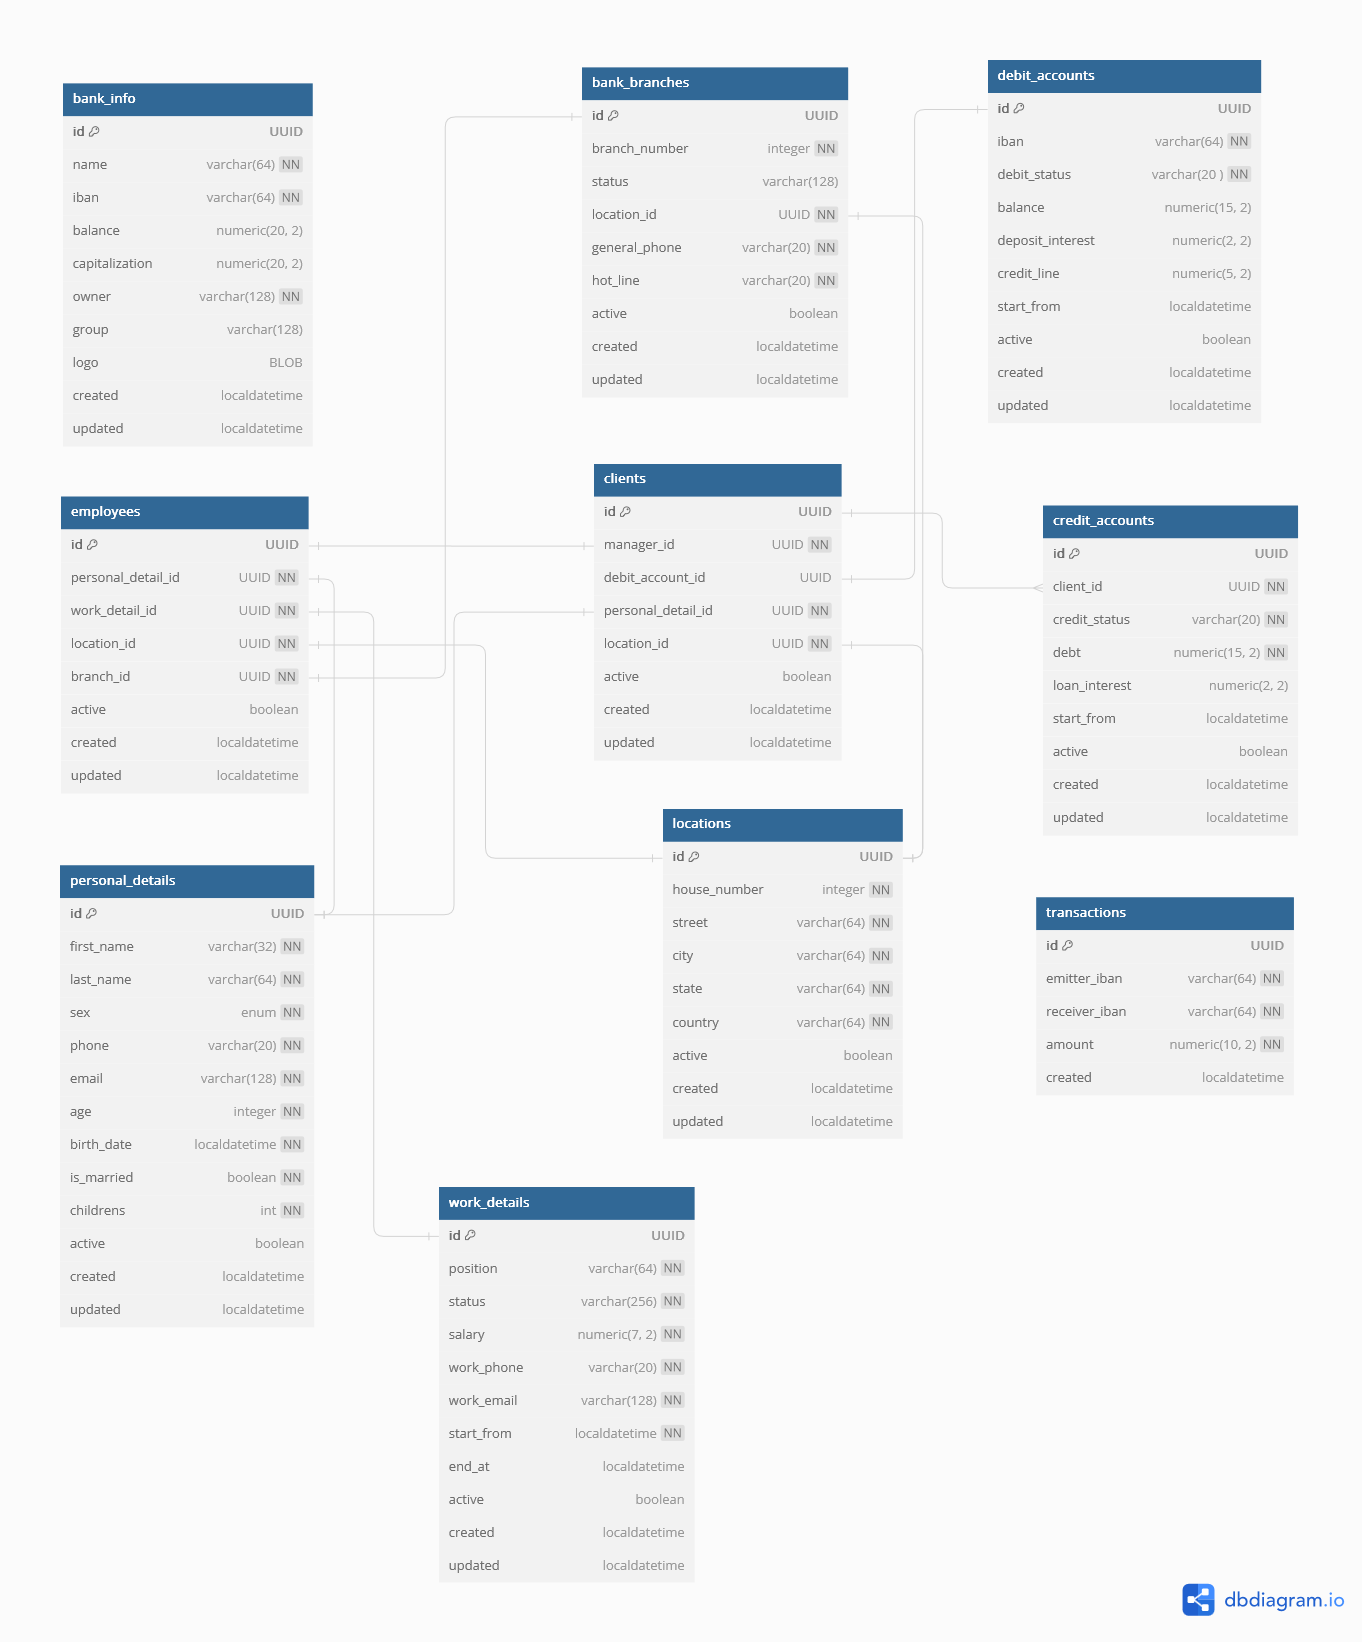 bank_info
id UUID
name varchar(64) NN
iban varchar(64) NN
balance numeric(20, 2)
capitalization numeric(20, 2)
owner varchar(128) NN
group varchar(128)
logo BLOB
created localdatetime
updated localdatetime
bank_branches
id UUID
branch_number integer NN
status varchar(128)
location_id UUID NN
general_phone varchar(20) NN
hot_line varchar(20) NN
active boolean
created localdatetime
updated localdatetime
debit_accounts
id UUID
iban varchar(64) NN
debit_status varchar(20 ) NN
balance numeric(15, 2)
deposit_interest numeric(2, 2)
credit_line numeric(5, 2)
start_from localdatetime
active boolean
created localdatetime
updated localdatetime
employees
id UUID
personal_detail_id UUID NN
work_detail_id UUID NN
location_id UUID NN
branch_id UUID NN
active boolean
created localdatetime
updated localdatetime
clients
id UUID
manager_id UUID NN
debit_account_id UUID
personal_detail_id UUID NN
location_id UUID NN
active boolean
created localdatetime
updated localdatetime
credit_accounts
id UUID
client_id UUID NN
credit_status varchar(20) NN
debt numeric(15, 2) NN
loan_interest numeric(2, 2)
start_from localdatetime
active boolean
created localdatetime
updated localdatetime
personal_details
id UUID
first_name varchar(32) NN
last_name varchar(64) NN
sex enum NN
phone varchar(20) NN
email varchar(128) NN
age integer NN
birth_date localdatetime NN
is_married boolean NN
childrens int NN
active boolean
created localdatetime
updated localdatetime
locations
id UUID
house_number integer NN
street varchar(64) NN
city varchar(64) NN
state varchar(64) NN
country varchar(64) NN
active boolean
created localdatetime
updated localdatetime
transactions
id UUID
emitter_iban varchar(64) NN
receiver_iban varchar(64) NN
amount numeric(10, 2) NN
created localdatetime
work_details
id UUID
position varchar(64) NN
status varchar(256) NN
salary numeric(7, 2) NN
work_phone varchar(20) NN
work_email varchar(128) NN
start_from localdatetime NN
end_at localdatetime
active boolean
created localdatetime
updated localdatetime
dbdiagram.io